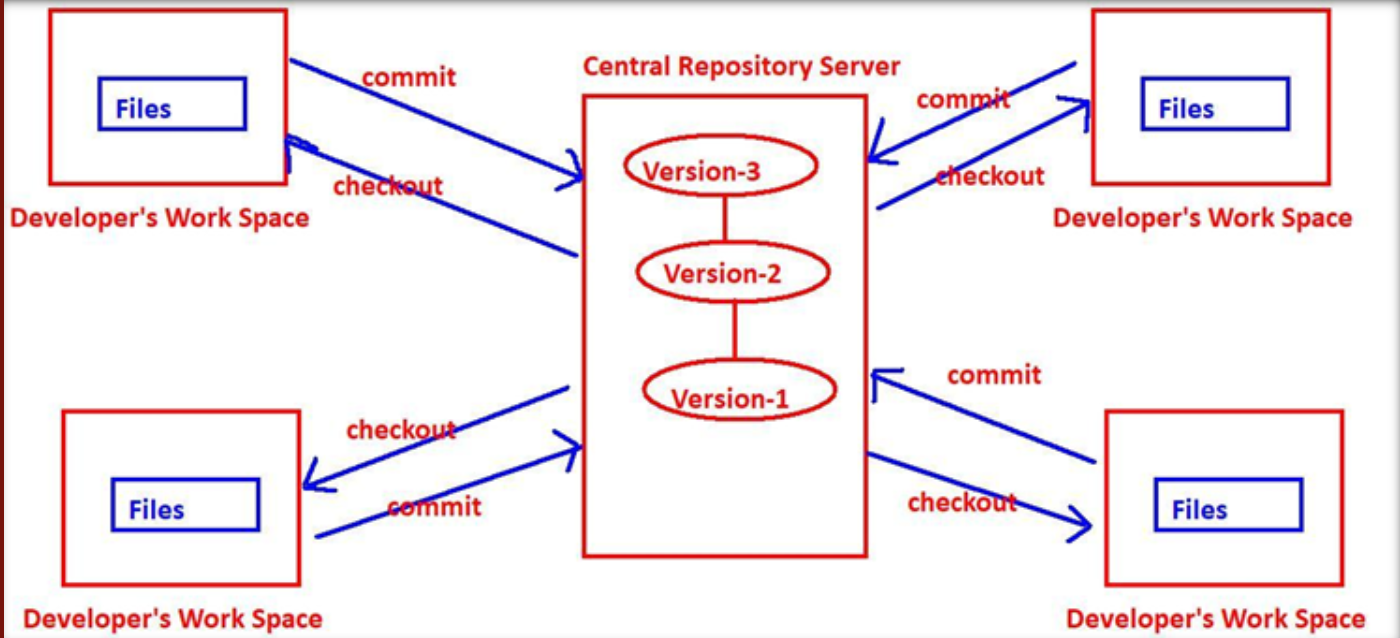 Central Repository Server
commit
Files
checkout
Developer's Work Space
commit
Files
checkout
Developer's Work Space
Version-3
Version-2
Version-1
checkout
Files
commit
Developer's Work Space
commit
Files
checkout
Developer's Work Space